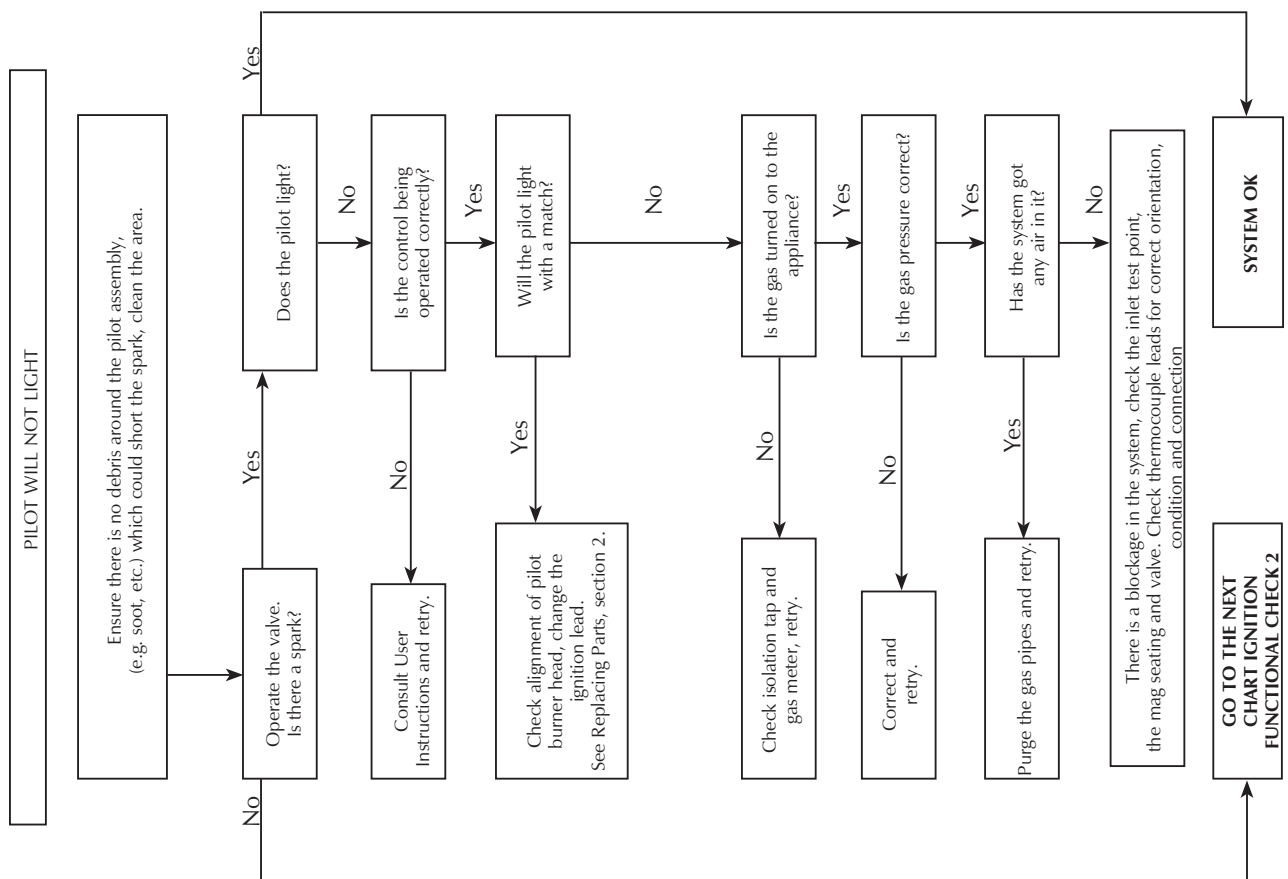 PILOT WILL NOT LIGHT
Ensure there is no debris around the pilot assembly,
(e.g. soot, etc.) which could short the spark, clean the area.
Operate the valve.
Is there a spark?
No
Yes
Does the pilot light?
Yes
No
Is the control being
operated correctly?
No
Consult User
Instructions and retry.
Yes
Will the pilot light
with a match?
Yes
Check alignment of pilot
burner head, change the
ignition lead.
See Replacing Parts, section 2.
No
Is the gas turned on to the
appliance?
No
Check isolation tap and
gas meter, retry.
Yes
Is the gas pressure correct?
No
Correct and
retry.
Yes
Has the system got
any air in it?
Yes
Purge the gas pipes and retry.
No
There is a blockage in the system, check the inlet test point,
the mag seating and valve. Check thermocouple leads for correct orientation,
condition and connection
GO TO THE NEXT
CHART IGNITION
FUNCTIONAL CHECK 2
SYSTEM OK